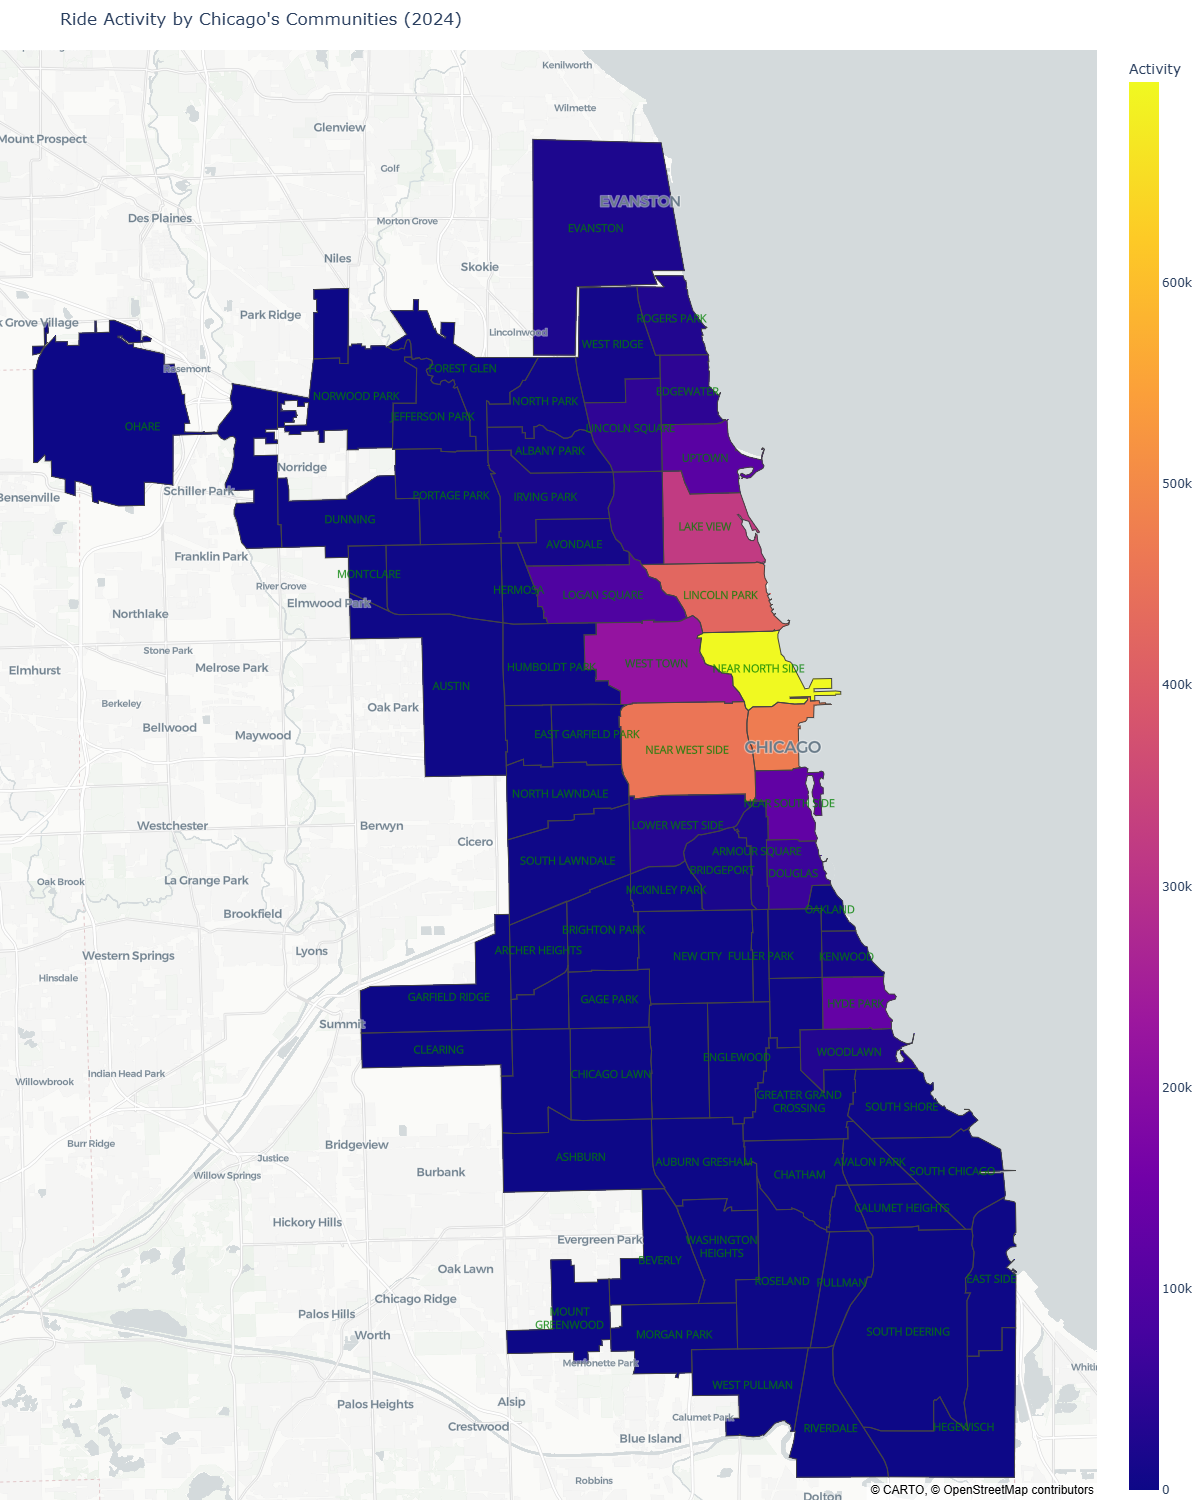 Ride Activity by Chicago's Communities (2024)
Activity
Kenilworth
Wilmette
Glenview
Mount Prospect
Golf
EVANSTON
Des Plaines
Morton Grove
EVANSTON
Niles
Skokie
600k
Park Ridge
ROGERS PARK
k Grove Village
Lincolnwood
WEST RIDGE
Rosemont
FOREST GLEN
NORWOOD PARK
EDGEWATER
NORTH PARK
JEFFERSON PARK
OHARE
LINCOLN SQUARE
ALBANY PARK
UPTOWN
Norridge
500k
Schiller Park
PORTAGE PARK
IRVING PARK
Bensenville
DUNNING
LAKE VIEW
AVONDALE
Franklin Park
MONTCLARE
River Grove
HERMOSA
LOGAN SQUARE
LINCOLN PARK
Elmwood Park
Northlake
Stone Park
WEST TOWN
Melrose Park
HUMBOLDT PARK
NEAR NORTH SIDE
Elmhurst
AUSTIN
400k
Berkeley
Oak Park
Bellwood
Maywood
EAST GARFIELD PARK
CHICAGO
NEAR WEST SIDE
NORTH LAWNDALE
NEAR SOUTH SIDE
Westchester
Berwyn
LOWER WEST SIDE
Cicero
ARMOUR SQUARE
SOUTH LAWNDALE
BRIDGEPORT
DOUGLAS
Oak Brook
La Grange Park
MCKINLEY PARK
300k
OAKLAND
Brookfield
BRIGHTON PARK
Lyons
ARCHER HEIGHTS
Western Springs
NEW CITY
FULLER PARK
KENWOOD
Hinsdale
GARFIELD RIDGE
GAGE PARK
HYDE PARK
Summit
CLEARING
WOODLAWN
ENGLEWOOD
Indian Head Park
CHICAGO LAWN
Willowbrook
200k
GREATER GRAND
CROSSING
SOUTH SHORE
Burr Ridge
Bridgeview
Justice
ASHBURN
AUBURN GRESHAM
AVALON PARK
Willow Springs
Burbank
CHATHAM
SOUTH CHICAGO
CALUMET HEIGHTS
Hickory Hills
Evergreen Park
WASHINGTON
HEIGHTS
BEVERLY
Oak Lawn
ROSELAND
PULLMAN
EAST SIDE
100k
Chicago Ridge
Palos Hills
MOUNT
GREENWOOD
Worth
MORGAN PARK
SOUTH DEERING
Merrionette Park
Whitin
WEST PULLMAN
Palos Heights
Alsip
Calumet Park
Crestwood
RIVERDALE
HEGEWISCH
Blue Island
Robbins
© CARTO, © OpenStreetMap contributors
0
Dolton